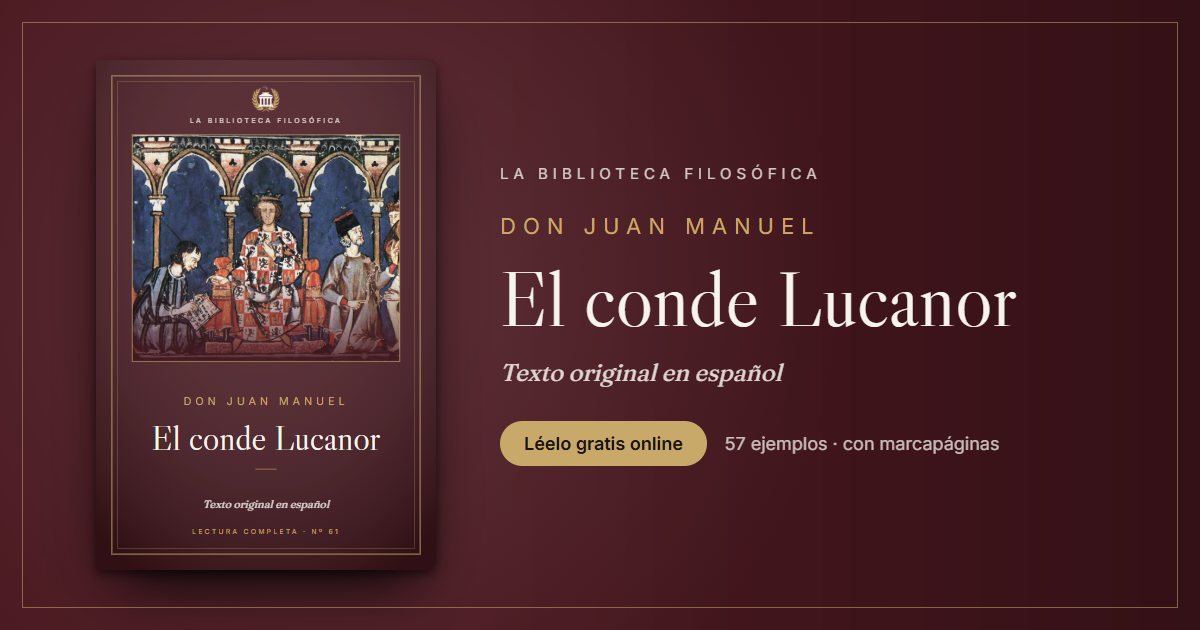 LA BIBLIOTECA FILOSÓFICA
DON JUAN MANUEL
El conde Lucanor
Texto original en español
LECTURA COMPLETA · Nº 61
LA BIBLIOTECA FILOSÓFICA
DON JUAN MANUEL
El conde Lucanor
Texto original en español
Léelo gratis online
57 ejemplos · con marcapáginas